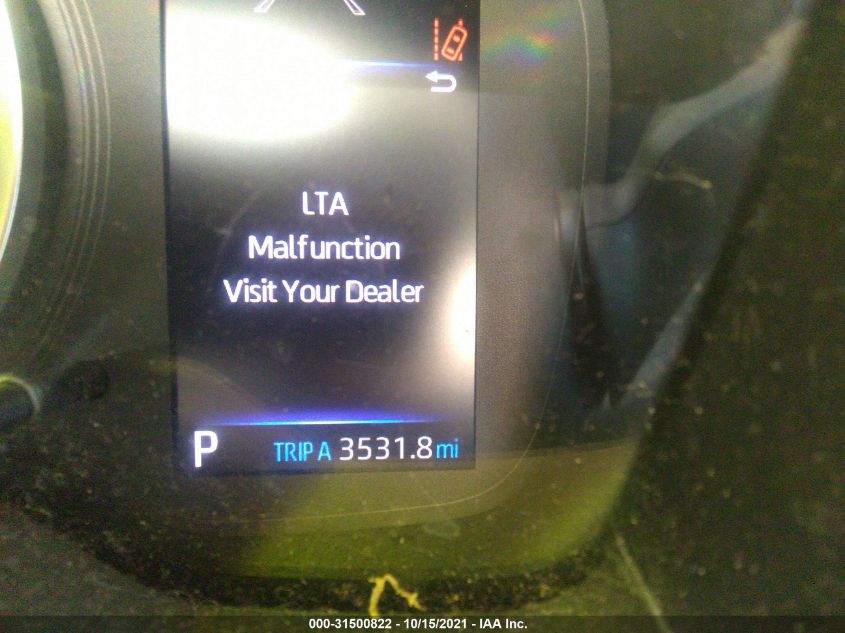 LTA
Malfunction
Visit Your Dealer
P TRIP A 3531.8 mi
000-31500822 - 10/15/2021 - IAA Inc.